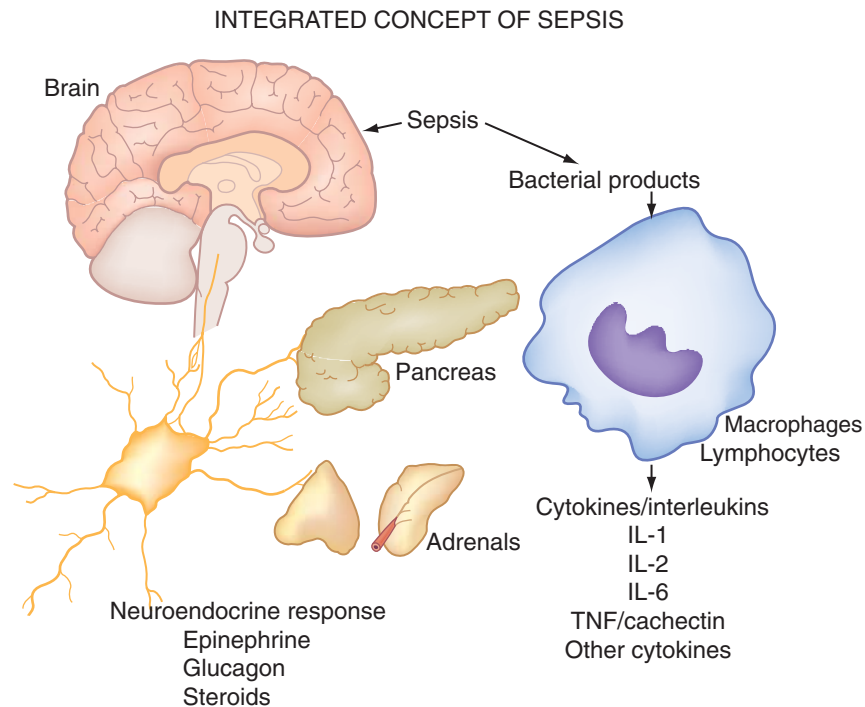 INTEGRATED CONCEPT OF SEPSIS
Brain
Sepsis
Bacterial products
Pancreas
Macrophages
Lymphocytes
Adrenals
Cytokines/interleukins
IL-1
IL-2
IL-6
TNF/cachectin
Other cytokines
Neuroendocrine response
Epinephrine
Glucagon
Steroids